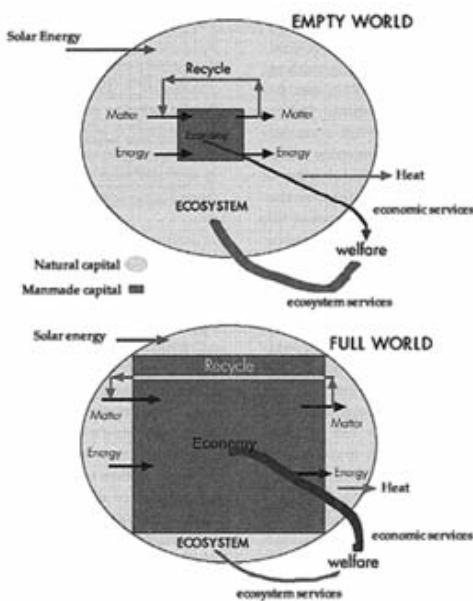 EMPTY WORLD
Solar Energy
Recycle
Matter
Matter
Economy
Energy
Energy
Heat
ECOSYSTEM
economic services
welfare
Natural capital
Manmade capital
ecosystem services
Solar energy
FULL WORLD
Recycle
Matter
Matter
Economy
Energy
Energy
Heat
ECOSYSTEM
economic services
welfare
ecosystem services